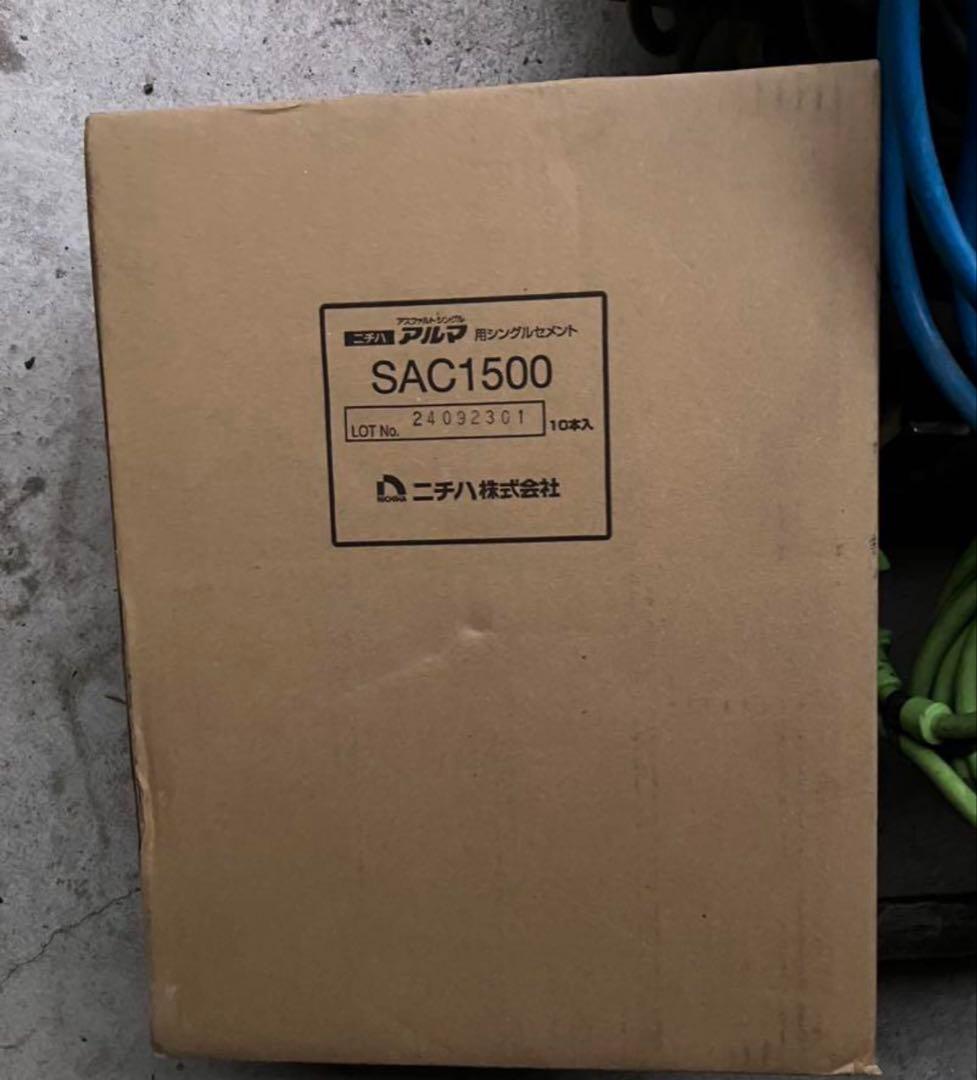 アスファルトシングル
ニチハ アルマ 用シングルセメント
SAC1500
LOT No. 24092301 10本入
NICHIHA ニチハ株式会社